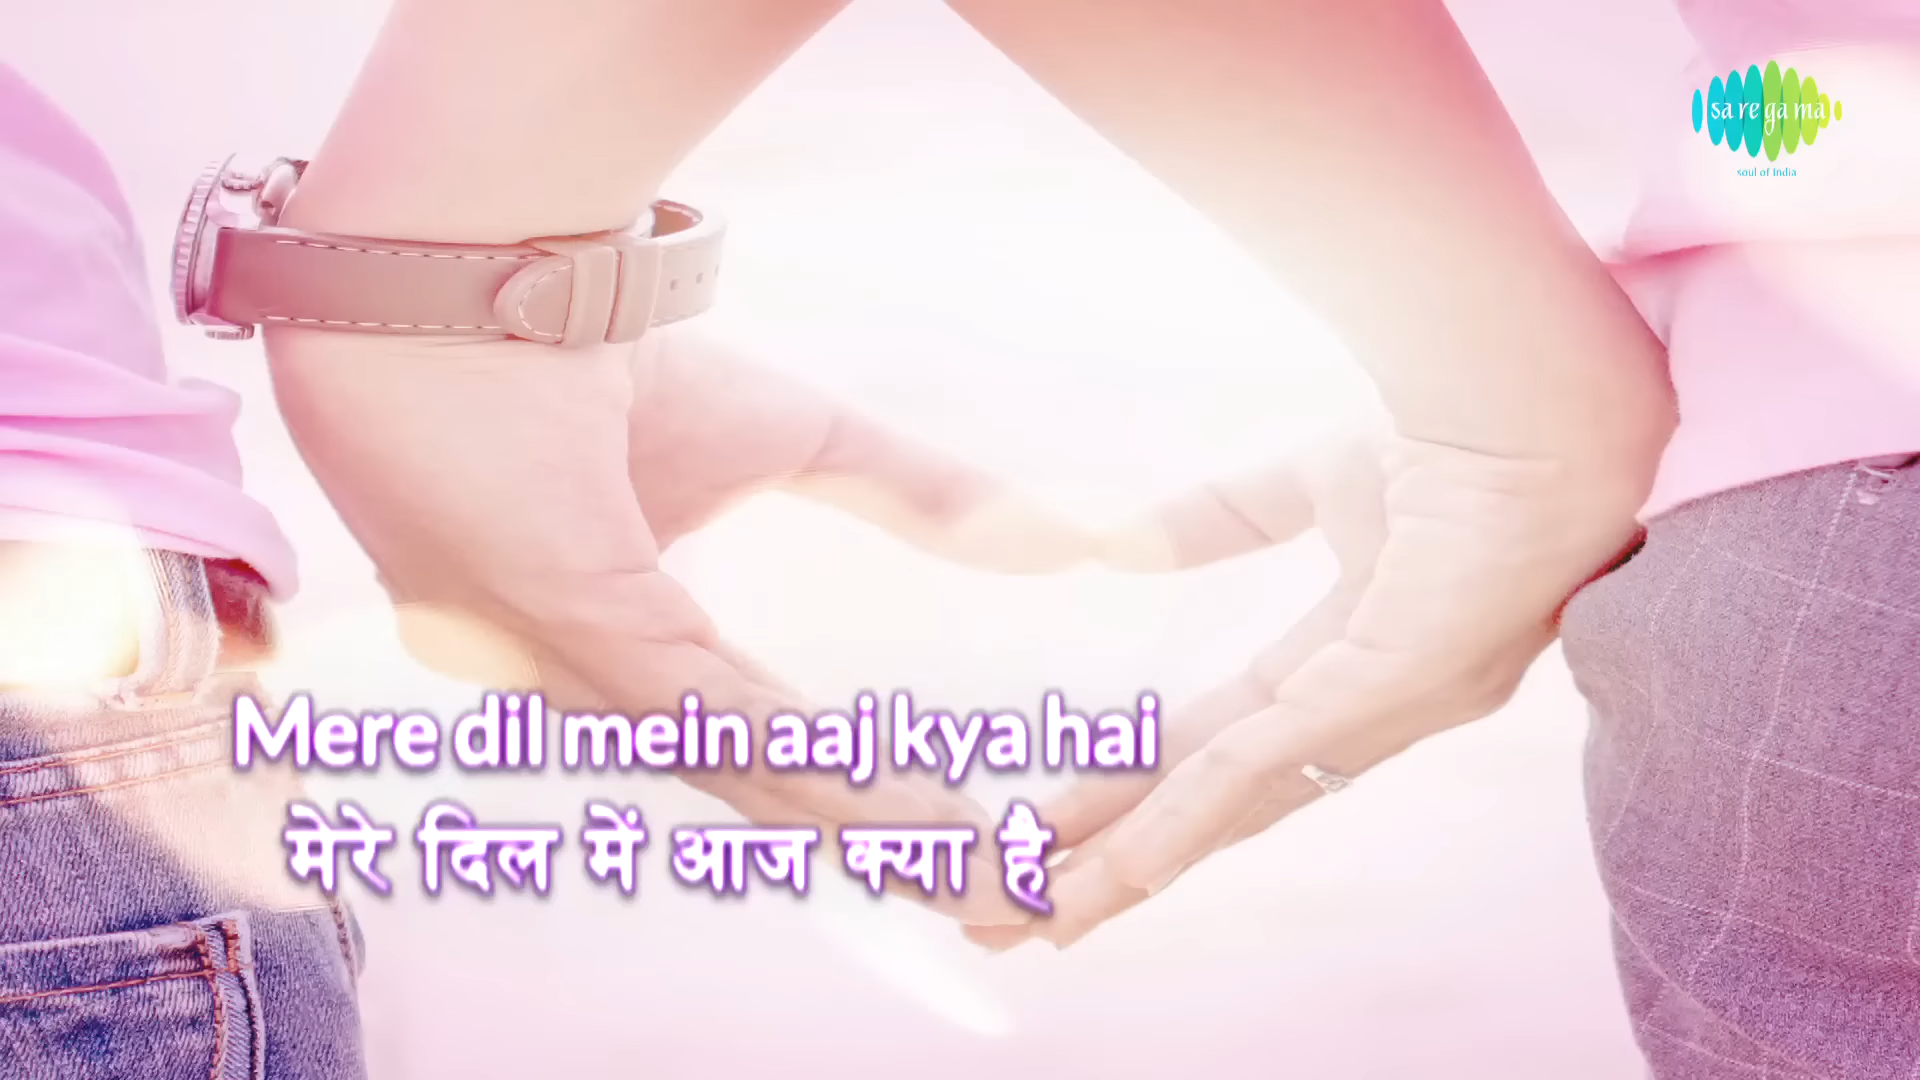 sa re ga ma
soul of India
Mere dil mein aaj kya hai
मेरे दिल में आज क्या है